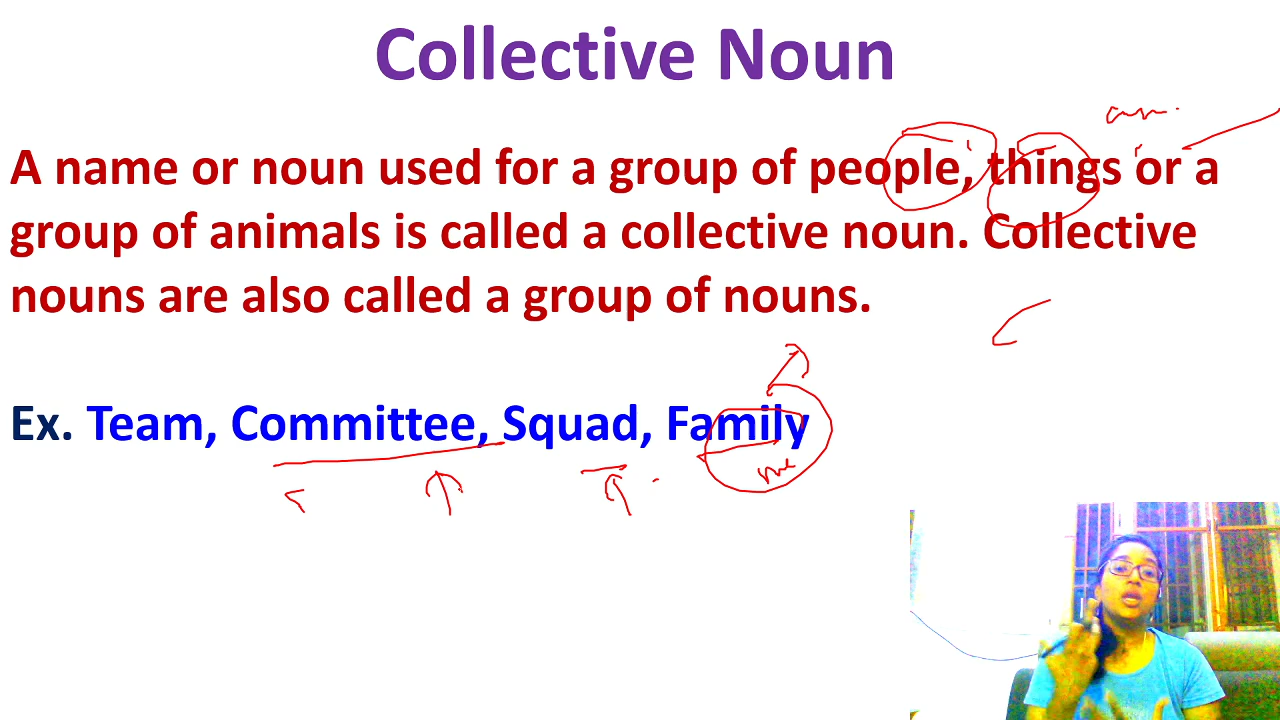 Collective Noun
A name or noun used for a group of people, things or a
group of animals is called a collective noun. Collective
nouns are also called a group of nouns.
Ex. Team, Committee, Squad, Family